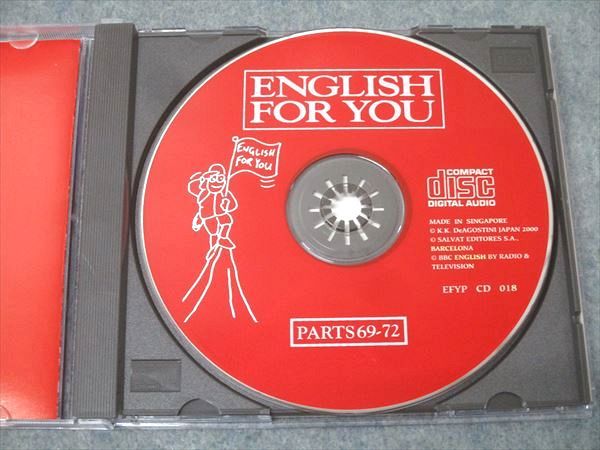 ENGLISH
FOR YOU
ENGLISH
FOR YOU
COMPACT
disc
DIGITAL AUDIO
MADE IN SINGAPORE
© K.K. DeAGOSTINI JAPAN 2000
© SALVAT EDITORES S.A.,
BARCELONA
© BBC ENGLISH BY RADIO &
TELEVISION
EFYP CD 018
PARTS 69-72